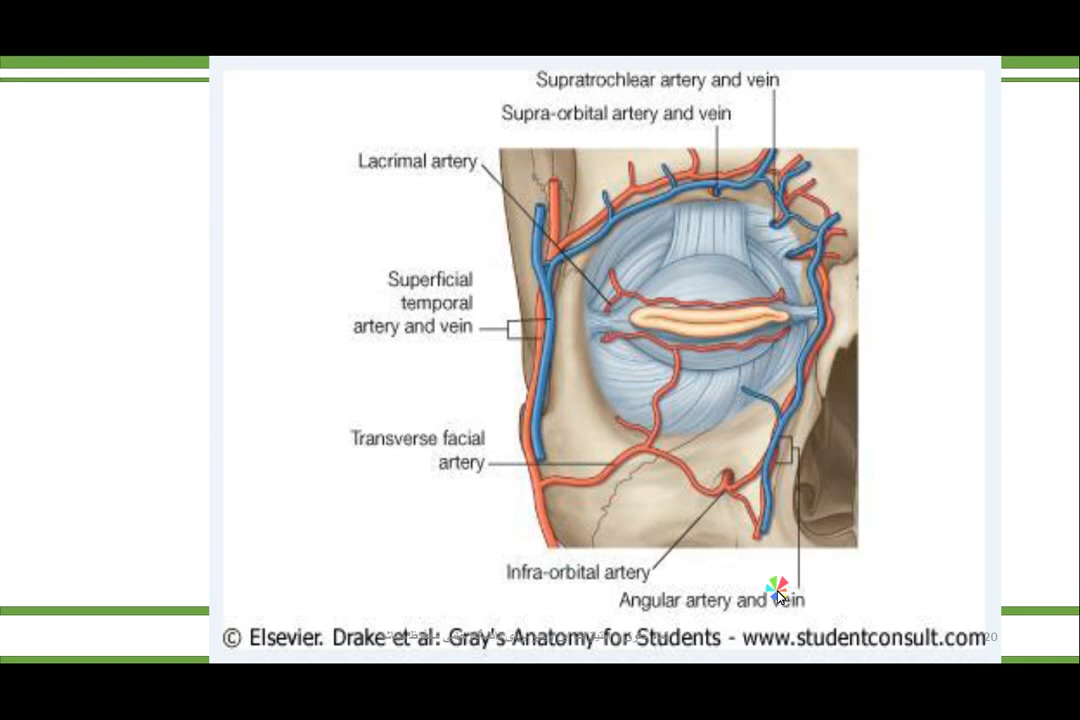 Supratrochlear artery and vein
Supra-orbital artery and vein
Lacrimal artery
Superficial
temporal
artery and vein
Transverse facial
artery
Infra-orbital artery
Angular artery and vein
© Elsevier. Drake et al: Gray's Anatomy for Students - www.studentconsult.com
20